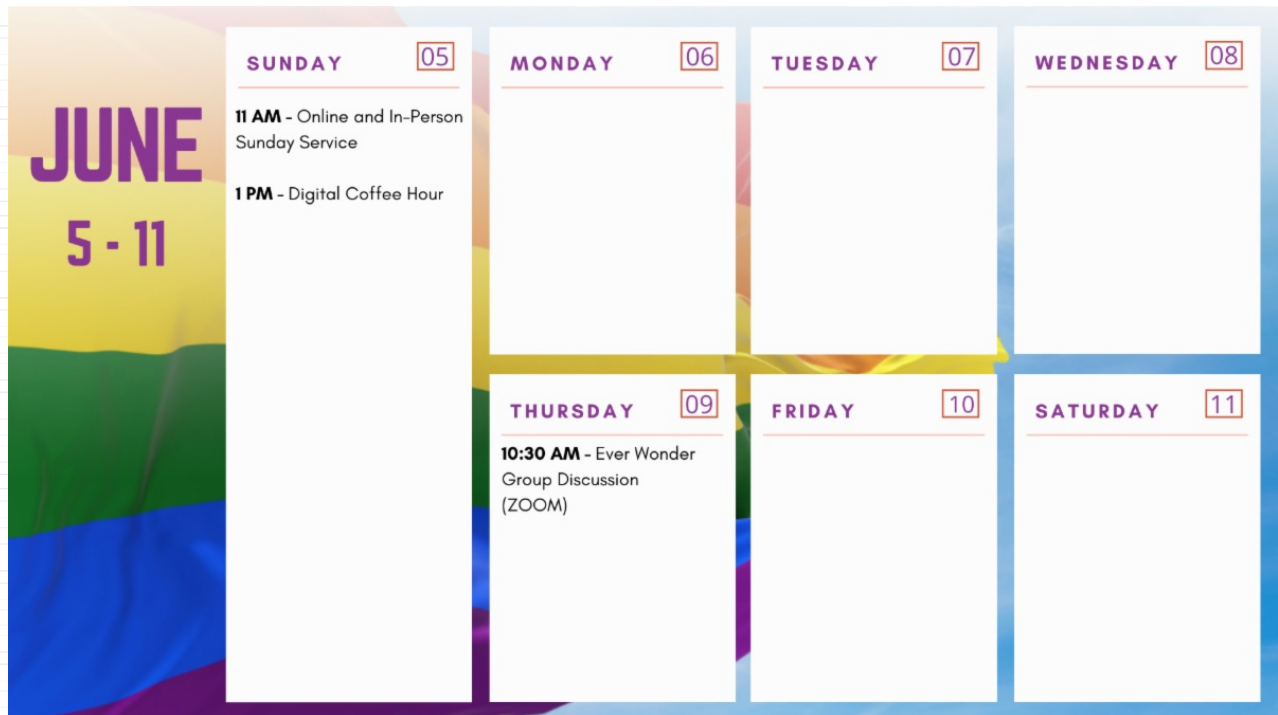 JUNE
5 - 11
SUNDAY 05
11 AM - Online and In-Person
Sunday Service
1 PM - Digital Coffee Hour
MONDAY 06
TUESDAY 07
WEDNESDAY 08
THURSDAY 09
10:30 AM - Ever Wonder
Group Discussion
(ZOOM)
FRIDAY 10
SATURDAY 11